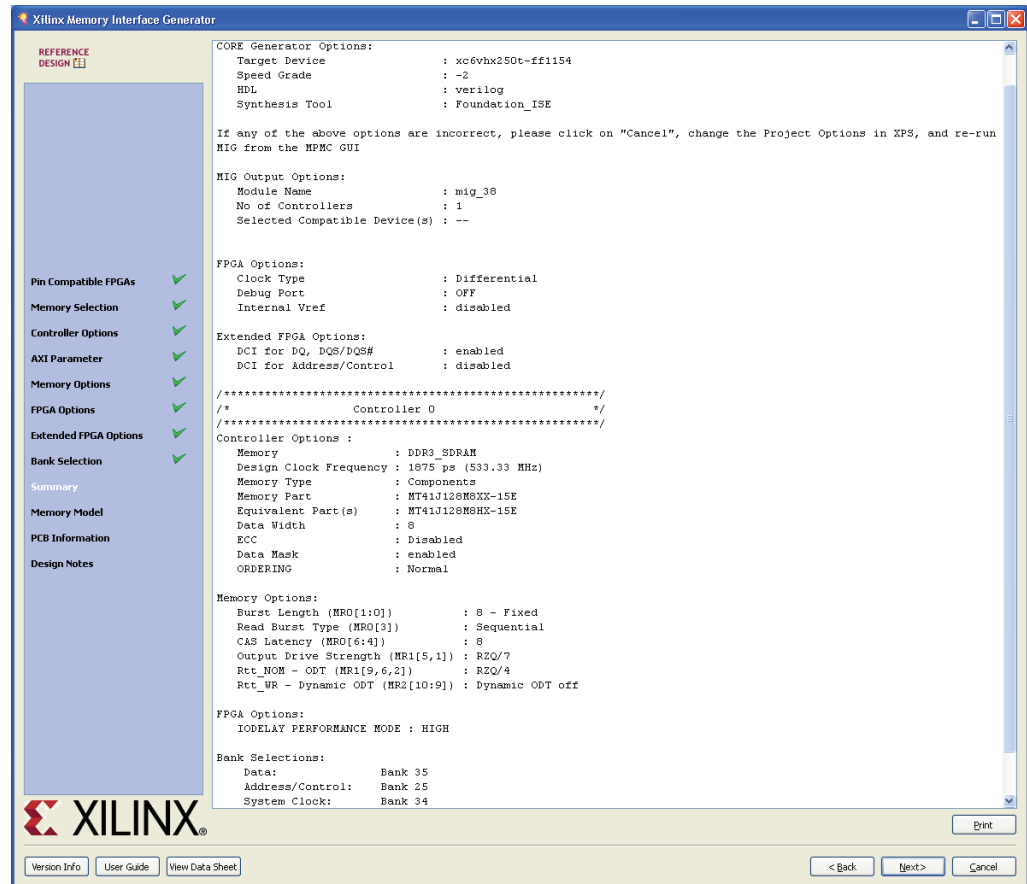 Xilinx Memory Interface Generator
REFERENCE
DESIGN
Pin Compatible FPGAs
Memory Selection
Controller Options
AXI Parameter
Memory Options
FPGA Options
Extended FPGA Options
Bank Selection
Summary
Memory Model
PCB Information
Design Notes
CORE Generator Options:
Target Device : xc6vhx250t-ff1154
Speed Grade : -2
HDL : verilog
Synthesis Tool : Foundation_ISE
If any of the above options are incorrect, please click on "Cancel", change the Project Options in XPS, and re-run
MIG from the MPMC GUI
MIG Output Options:
Module Name : mig_38
No of Controllers : 1
Selected Compatible Device(s) : --
FPGA Options:
Clock Type : Differential
Debug Port : OFF
Internal Vref : disabled
Extended FPGA Options:
DCI for DQ, DQS/DQS# : enabled
DCI for Address/Control : disabled
/*******************************************************/
/* Controller 0 */
/*******************************************************/
Controller Options :
Memory : DDR3_SDRAM
Design Clock Frequency : 1875 ps (533.33 MHz)
Memory Type : Components
Memory Part : MT41J128M8XX-15E
Equivalent Part(s) : MT41J128M8HX-15E
Data Width : 8
ECC : Disabled
Data Mask : enabled
ORDERING : Normal
Memory Options:
Burst Length (MR0[1:0]) : 8 - Fixed
Read Burst Type (MR0[3]) : Sequential
CAS Latency (MR0[6:4]) : 8
Output Drive Strength (MR1[5,1]) : RZQ/7
Rtt_NOM - ODT (MR1[9,6,2]) : RZQ/4
Rtt_WR - Dynamic ODT (MR2[10:9]) : Dynamic ODT off
FPGA Options:
IODELAY PERFORMANCE MODE : HIGH
Bank Selections:
Data: Bank 35
Address/Control: Bank 25
System Clock: Bank 34
XILINX®
Print
Version Info
User Guide
View Data Sheet
< Back
Next>
Cancel